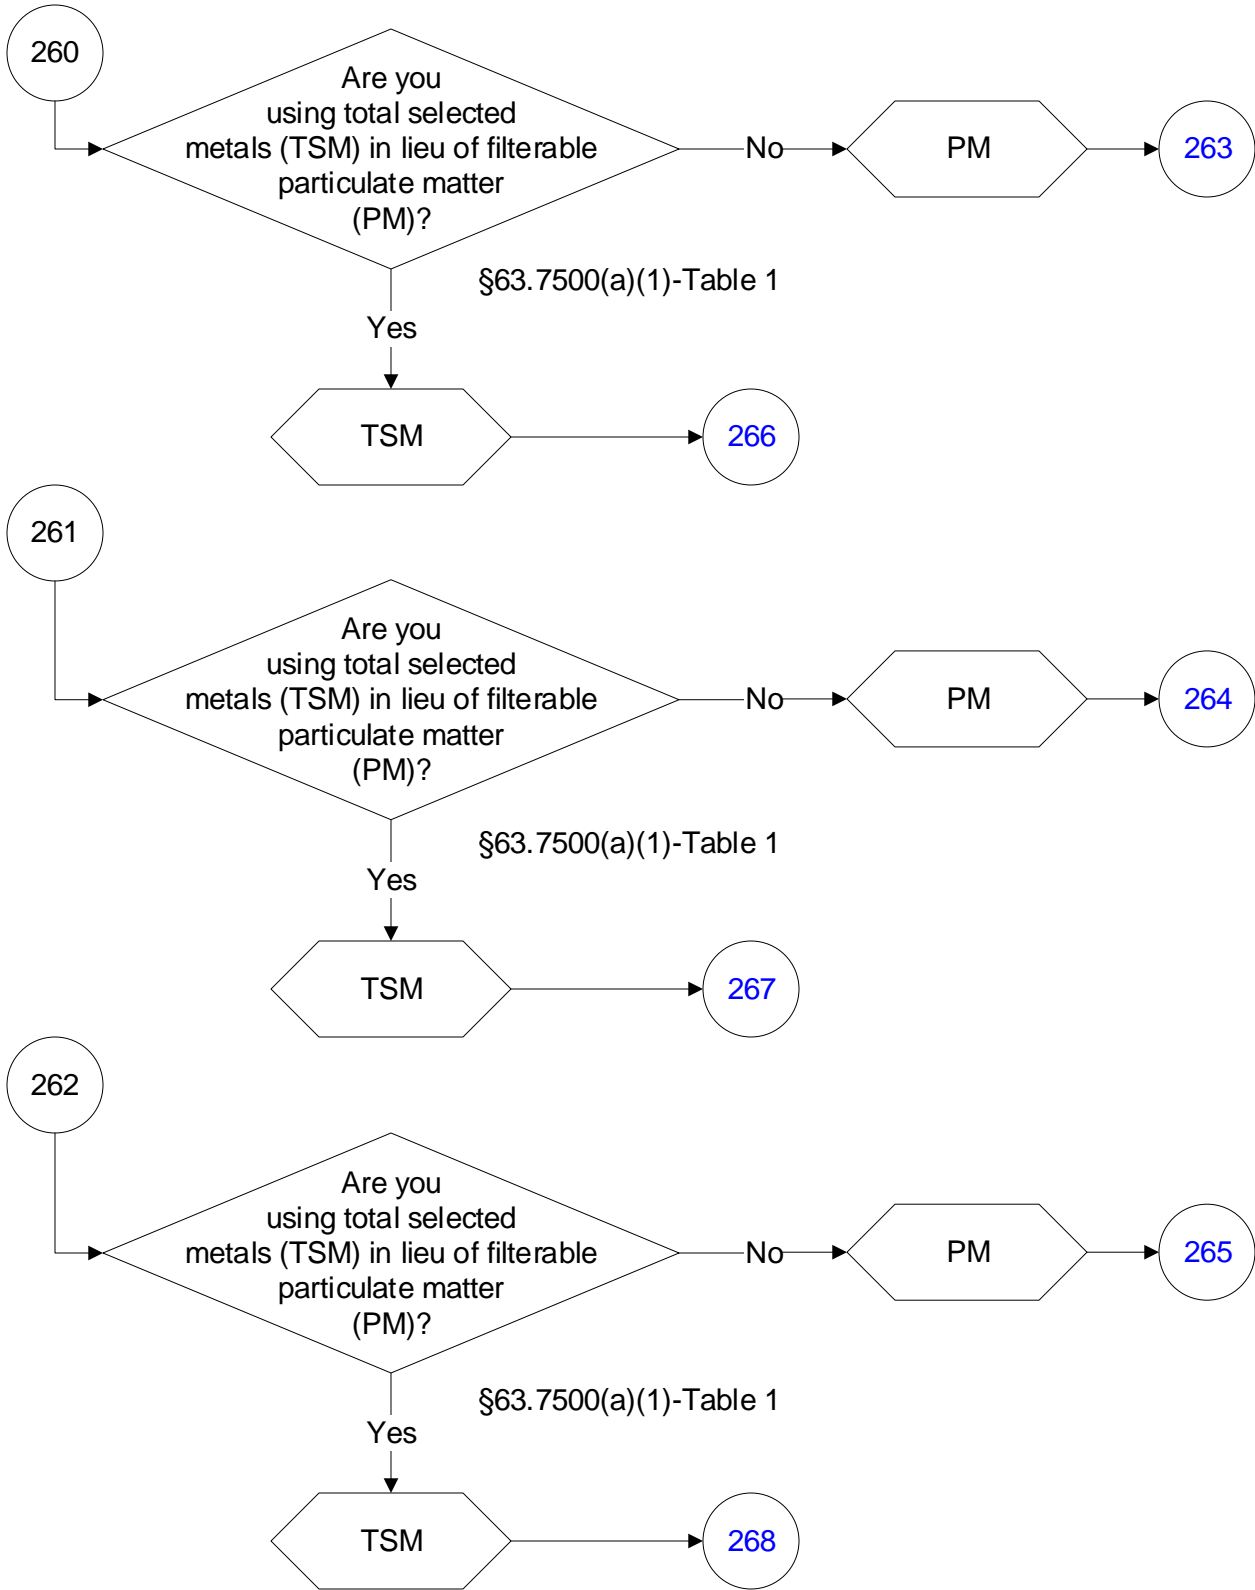 260
Are you
using total selected
metals (TSM) in lieu of filterable
particulate matter
(PM)?
No
PM
263
§63.7500(a)(1)-Table 1
Yes
TSM
266
261
Are you
using total selected
metals (TSM) in lieu of filterable
particulate matter
(PM)?
No
PM
264
§63.7500(a)(1)-Table 1
Yes
TSM
267
262
Are you
using total selected
metals (TSM) in lieu of filterable
particulate matter
(PM)?
No
PM
265
§63.7500(a)(1)-Table 1
Yes
TSM
268